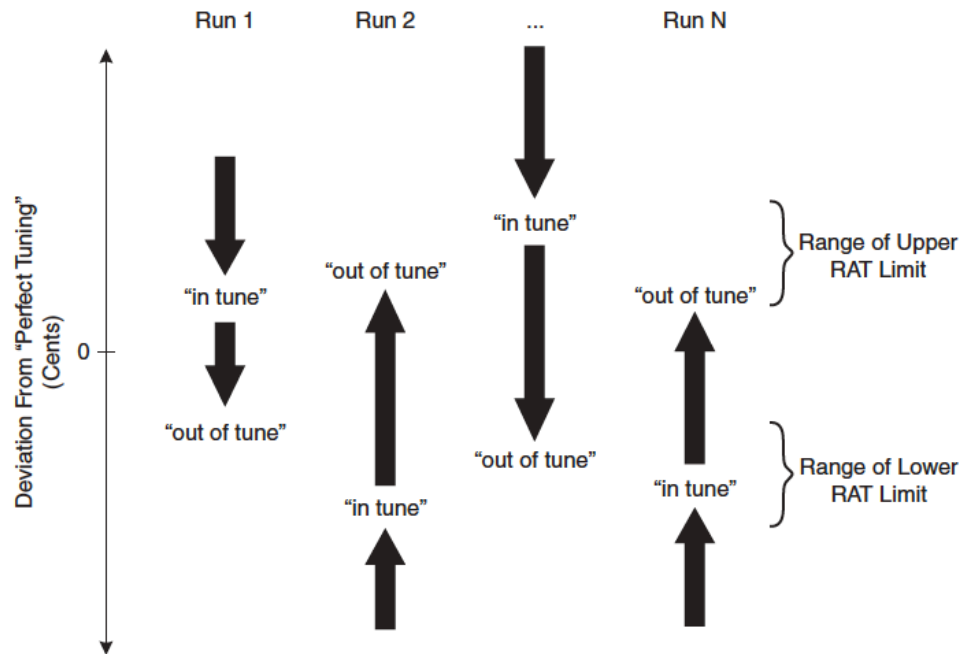 Run 1
Run 2
...
Run N
Deviation From “Perfect Tuning”
(Cents)
0
“in tune”
“out of tune”
“out of tune”
“in tune”
“in tune”
“out of tune”
“out of tune”
“in tune”
Range of Upper
RAT Limit
Range of Lower
RAT Limit